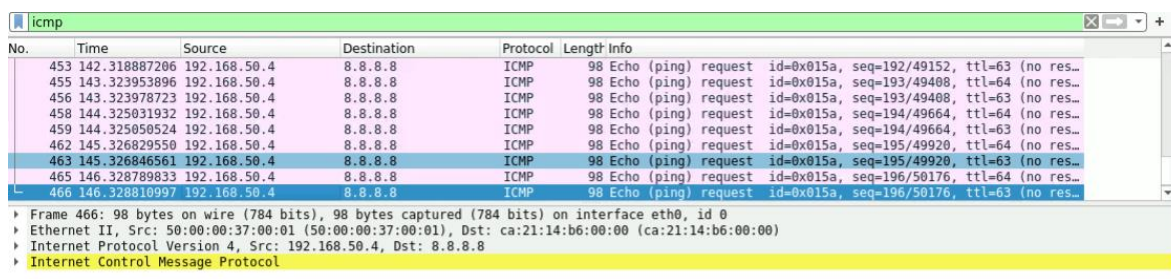 icmp
No. Time Source Destination Protocol Length Info
453 142.318887206 192.168.50.4 8.8.8.8 ICMP 98 Echo (ping) request id=0x015a, seq=192/49152, ttl=63 (no res…
455 143.323953896 192.168.50.4 8.8.8.8 ICMP 98 Echo (ping) request id=0x015a, seq=193/49408, ttl=64 (no res…
456 143.323978723 192.168.50.4 8.8.8.8 ICMP 98 Echo (ping) request id=0x015a, seq=193/49408, ttl=63 (no res…
458 144.325031932 192.168.50.4 8.8.8.8 ICMP 98 Echo (ping) request id=0x015a, seq=194/49664, ttl=64 (no res…
459 144.325050524 192.168.50.4 8.8.8.8 ICMP 98 Echo (ping) request id=0x015a, seq=194/49664, ttl=63 (no res…
462 145.326829550 192.168.50.4 8.8.8.8 ICMP 98 Echo (ping) request id=0x015a, seq=195/49920, ttl=64 (no res…
463 145.326846561 192.168.50.4 8.8.8.8 ICMP 98 Echo (ping) request id=0x015a, seq=195/49920, ttl=63 (no res…
465 146.328789833 192.168.50.4 8.8.8.8 ICMP 98 Echo (ping) request id=0x015a, seq=196/50176, ttl=64 (no res…
466 146.328810997 192.168.50.4 8.8.8.8 ICMP 98 Echo (ping) request id=0x015a, seq=196/50176, ttl=63 (no res…
Frame 466: 98 bytes on wire (784 bits), 98 bytes captured (784 bits) on interface eth0, id 0
Ethernet II, Src: 50:00:00:37:00:01 (50:00:00:37:00:01), Dst: ca:21:14:b6:00:00 (ca:21:14:b6:00:00)
Internet Protocol Version 4, Src: 192.168.50.4, Dst: 8.8.8.8
Internet Control Message Protocol